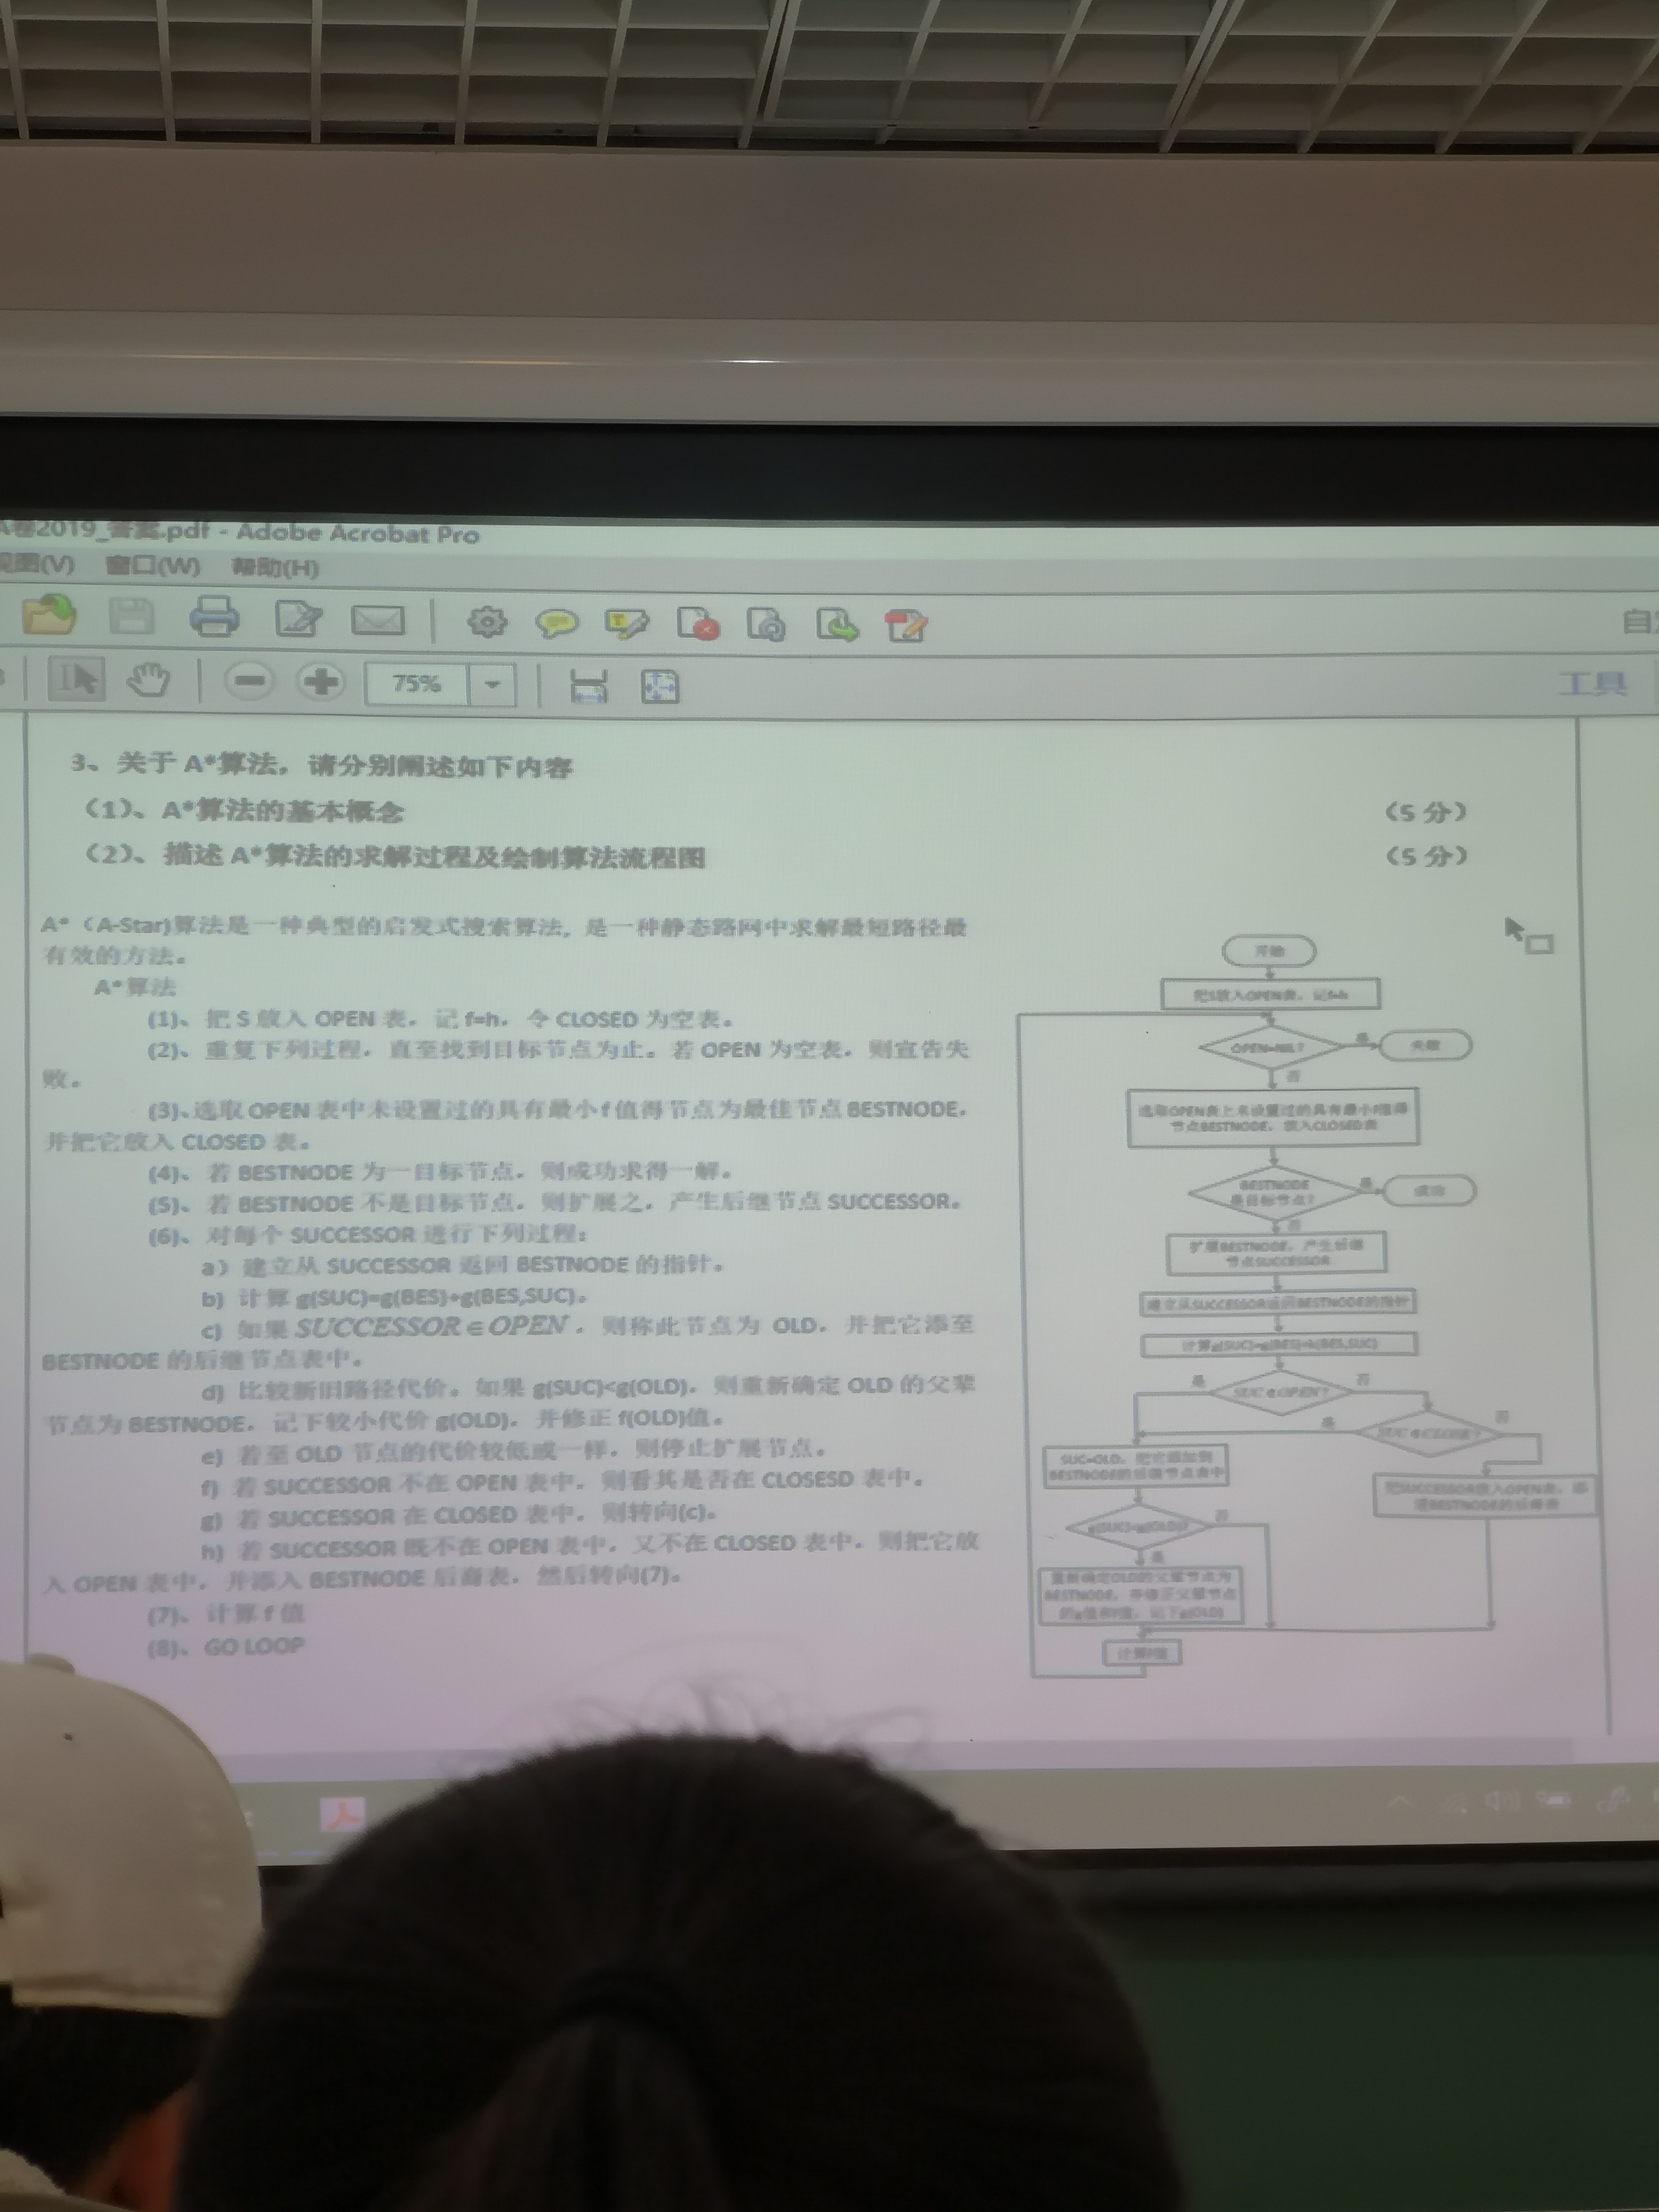 A卷2019_答案.pdf - Adobe Acrobat Pro
视图(V) 窗口(W) 帮助(H)
75%
工具
3、关于 A*算法，请分别阐述如下内容
（1）、A*算法的基本概念 （5 分）
（2）、描述 A*算法的求解过程及绘制算法流程图 （5 分）
A*（A-Star)算法是一种典型的启发式搜索算法, 是一种静态路网中求解最短路径最
有效的方法。
A*算法
(1)、把 S 放入 OPEN 表，记 f=h，令 CLOSED 为空表。
(2)、重复下列过程，直至找到目标节点为止。若 OPEN 为空表，则宣告失
败。
(3)、选取 OPEN 表中未设置过的具有最小 f 值得节点为最佳节点 BESTNODE，
并把它放入 CLOSED 表。
(4)、若 BESTNODE 为一目标节点，则成功求得一解。
(5)、若 BESTNODE 不是目标节点，则扩展之，产生后继节点 SUCCESSOR。
(6)、对每个 SUCCESSOR 进行下列过程：
a）建立从 SUCCESSOR 返回 BESTNODE 的指针。
b) 计算 g(SUC)=g(BES)+g(BES,SUC)。
c) 如果 SUCCESSOR∈OPEN，则称此节点为 OLD，并把它添至
BESTNODE 的后继节点表中。
d) 比较新旧路径代价。如果 g(SUC)<g(OLD)，则重新确定 OLD 的父辈
节点为 BESTNODE，记下较小代价 g(OLD)，并修正 f(OLD)值。
e) 若至 OLD 节点的代价较低或一样，则停止扩展节点。
f) 若 SUCCESSOR 不在 OPEN 表中，则看其是否在 CLOSESD 表中。
g) 若 SUCCESSOR 在 CLOSED 表中，则转向(c)。
h) 若 SUCCESSOR 既不在 OPEN 表中，又不在 CLOSED 表中，则把它放
入 OPEN 表中，并添入 BESTNODE 后裔表，然后转向(7)。
(7)、计算 f 值
(8)、GO LOOP
开始
把S放入OPEN表，记f=h
OPEN=NIL?
是
失败
否
选取OPEN表上未设置过的具有最小f值得
节点BESTNODE，放入CLOSED表
BESTNODE
是目标节点?
是
成功
否
扩展BESTNODE，产生后继
节点SUCCESSOR
建立从SUCCESSOR返回BESTNODE的指针
计算g(SUC)=g(BES)+k(BES,SUC)
是
SUC∈OPEN?
否
是
SUC∈CLOSE?
否
SUC=OLD，把它添加到
BESTNODE的后继节点表中
把SUCCESSOR放入OPEN表，添
进BESTNODE的后裔表
g(SUC)<g(OLD)?
否
是
重新确定OLD的父辈节点为
BESTNODE，并修正父辈节点
的g值和f值，记下g(OLD)
计算f值